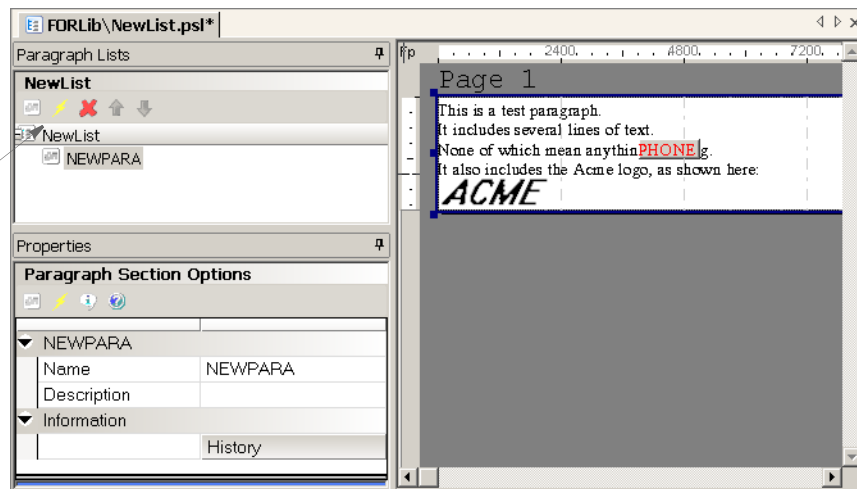 FORLib\NewList.psl*
Paragraph Lists
NewList
NewList
NEWPARA
Properties
Paragraph Section Options
NEWPARA
Name NEWPARA
Description
Information
History
2400 4800 7200
Page 1
This is a test paragraph.
It includes several lines of text.
None of which mean anythinPHONE g.
It also includes the Acme logo, as shown here:
ACME